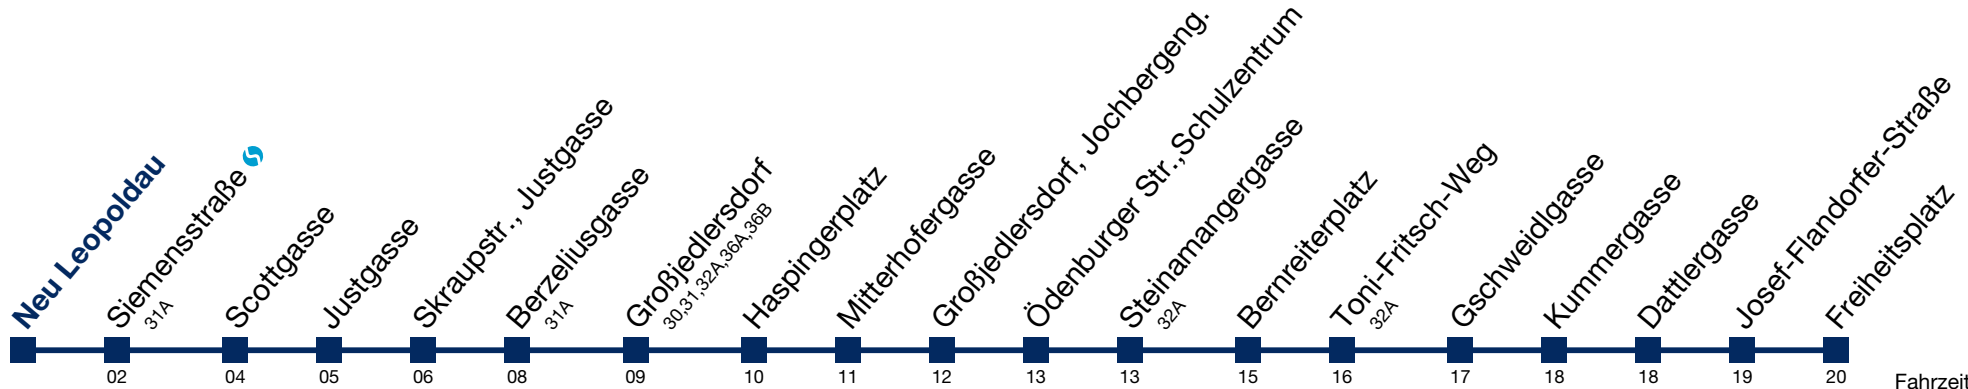 Neu Leopoldau
Siemensstraße
31A
Scottgasse
Justgasse
Skraupstr., Justgasse
Berzeliusgasse
31A
Großjedlersdorf
30,31,32A,36A,36B
Haspingerplatz
Mitterhofergasse
Großjedlersdorf, Jochbergeng.
Ödenburger Str.,Schulzentrum
Steinamangergasse
32A
Bernreiterplatz
Toni-Fritsch-Weg
32A
Gschweidlgasse
Kummergasse
Dattlergasse
Josef-Flandorfer-Straße
Freiheitsplatz
02 04 05 06 08 09 10 11 12 13 13 15 16 17 18 18 19 20 Fahrzeit